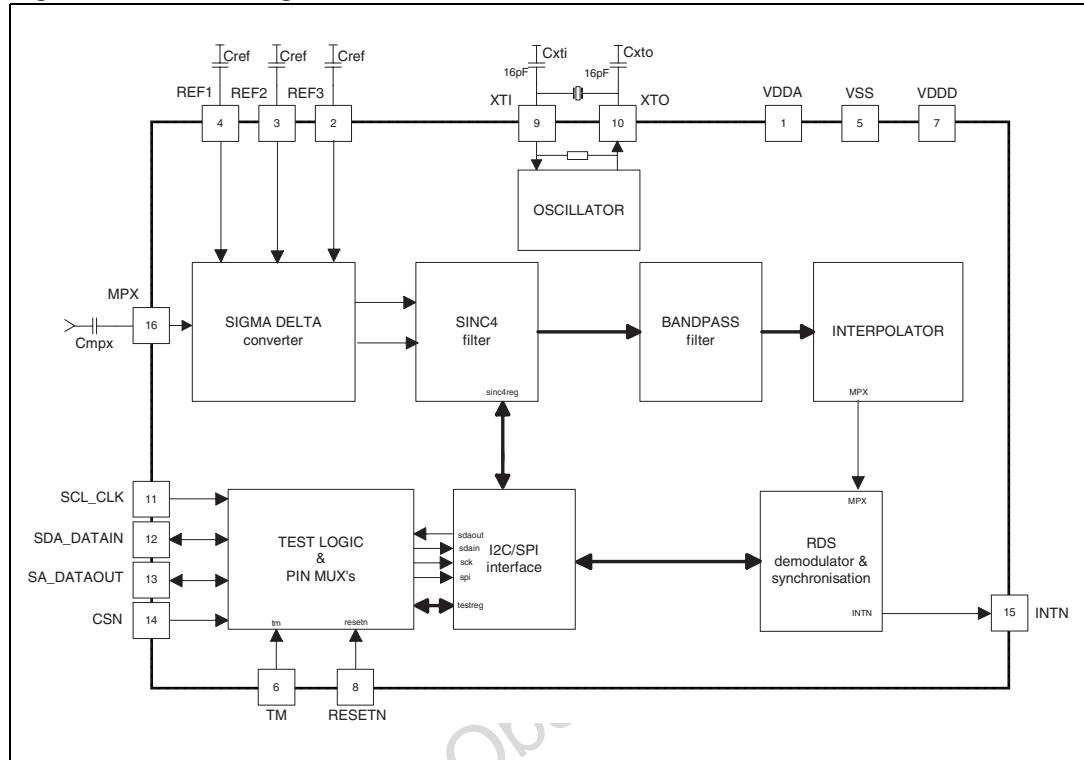 Cref
Cref
Cref
Cxti
Cxto
16pF
16pF
REF1
REF2
REF3
XTI
XTO
VDDA
VSS
VDDD
4
3
2
9
10
1
5
7
OSCILLATOR
MPX
16
Cmpx
SIGMA DELTA
converter
SINC4
filter
sinc4reg
BANDPASS
filter
INTERPOLATOR
MPX
SCL_CLK
11
SDA_DATAIN
12
SA_DATAOUT
13
CSN
14
TEST LOGIC
&
PIN MUX's
tm
resetn
sdaout
sdain
sck
spi
testreg
I2C/SPI
interface
MPX
RDS
demodulator &
synchronisation
INTN
15
INTN
6
8
TM
RESETN